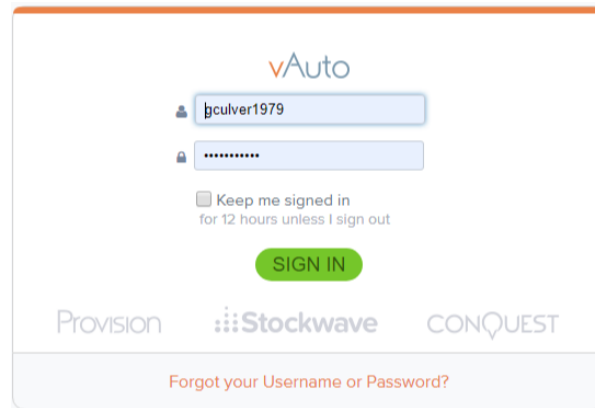 vAuto
gculver1979
•••••••••••
Keep me signed in
for 12 hours unless I sign out
SIGN IN
Provision Stockwave CONQUEST
Forgot your Username or Password?